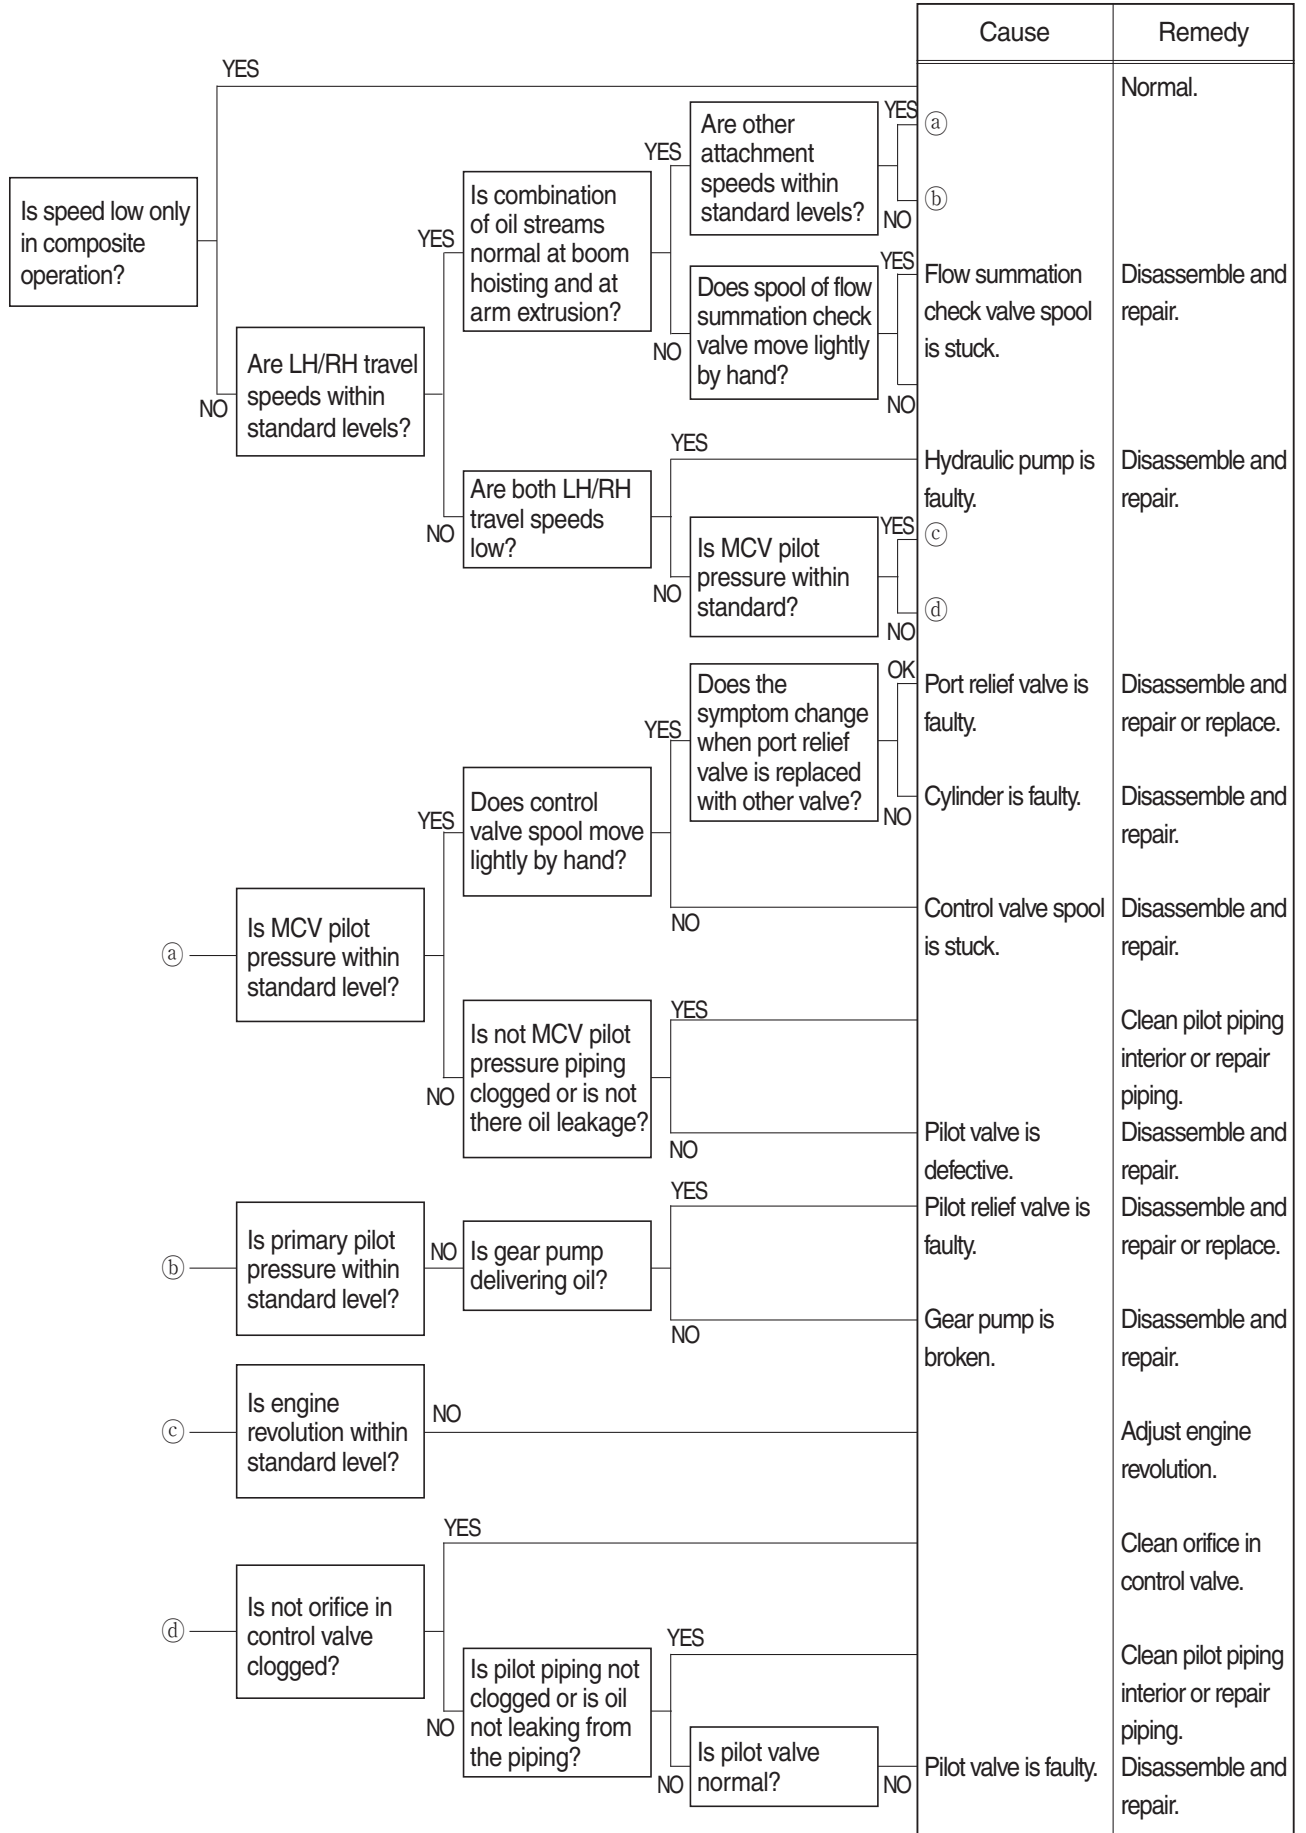 Cause
Remedy
YES
Normal.
Is speed low only
in composite
operation?
NO
Are LH/RH travel
speeds within
standard levels?
YES
Is combination
of oil streams
normal at boom
hoisting and at
arm extrusion?
YES
Are other
attachment
speeds within
standard levels?
YES
ⓐ
NO
ⓑ
NO
Does spool of flow
summation check
valve move lightly
by hand?
YES
Flow summation
check valve spool
is stuck.
Disassemble and
repair.
NO
NO
Are both LH/RH
travel speeds
low?
YES
Hydraulic pump is
faulty.
Disassemble and
repair.
NO
Is MCV pilot
pressure within
standard?
YES
ⓒ
NO
ⓓ
ⓐ
Is MCV pilot
pressure within
standard level?
YES
Does control
valve spool move
lightly by hand?
YES
Does the
symptom change
when port relief
valve is replaced
with other valve?
OK
Port relief valve is
faulty.
Disassemble and
repair or replace.
NO
Cylinder is faulty.
Disassemble and
repair.
NO
Control valve spool
is stuck.
Disassemble and
repair.
NO
Is not MCV pilot
pressure piping
clogged or is not
there oil leakage?
YES
Clean pilot piping
interior or repair
piping.
NO
Pilot valve is
defective.
Disassemble and
repair.
ⓑ
Is primary pilot
pressure within
standard level?
NO
Is gear pump
delivering oil?
YES
Pilot relief valve is
faulty.
Disassemble and
repair or replace.
NO
Gear pump is
broken.
Disassemble and
repair.
ⓒ
Is engine
revolution within
standard level?
NO
Adjust engine
revolution.
ⓓ
Is not orifice in
control valve
clogged?
YES
Clean orifice in
control valve.
NO
Is pilot piping not
clogged or is oil
not leaking from
the piping?
YES
Clean pilot piping
interior or repair
piping.
NO
Is pilot valve
normal?
NO
Pilot valve is faulty.
Disassemble and
repair.